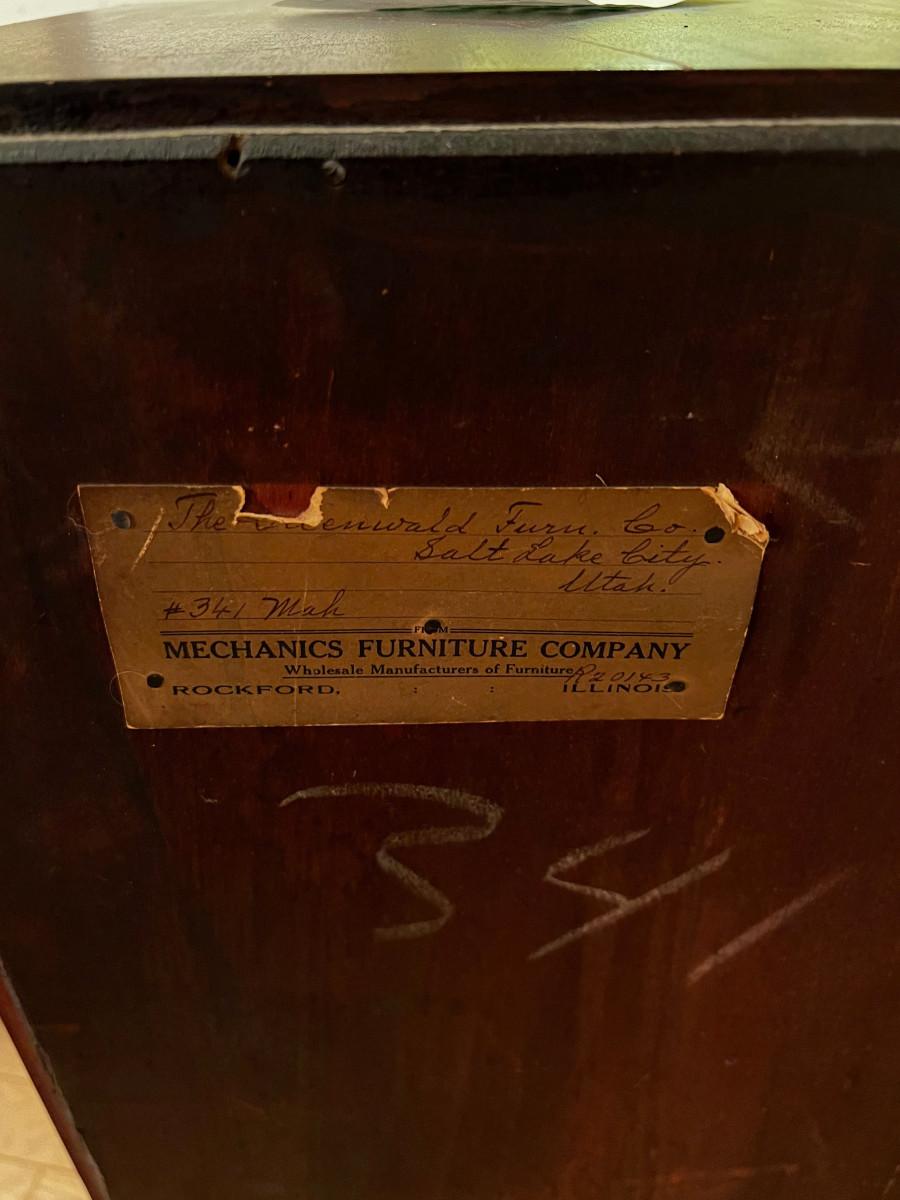 The Furn. Co.
Salt Lake City.
Utah.
#341 Mah
FROM
MECHANICS FURNITURE COMPANY
Wholesale Manufacturers of Furniture R20143
ROCKFORD, : : ILLINOIS
341